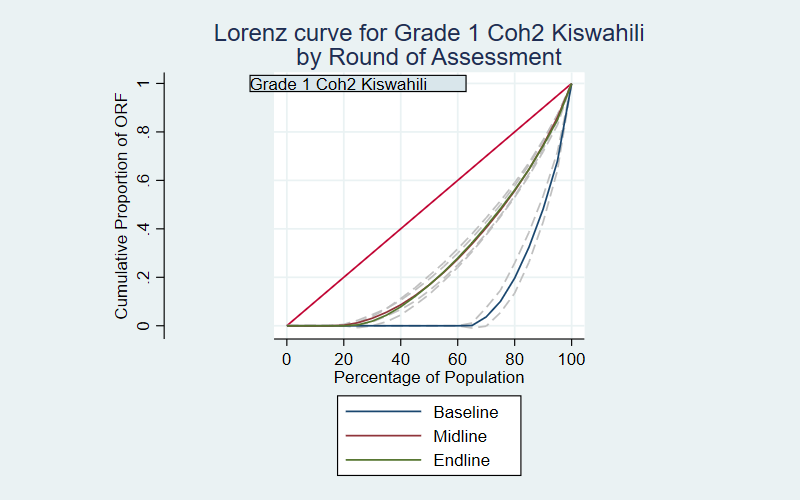 Lorenz curve for Grade 1 Coh2 Kiswahili
by Round of Assessment
Grade 1 Coh2 Kiswahili
Cumulative Proportion of ORF
1
.8
.6
.4
.2
0
0 20 40 60 80 100
Percentage of Population
Baseline
Midline
Endline